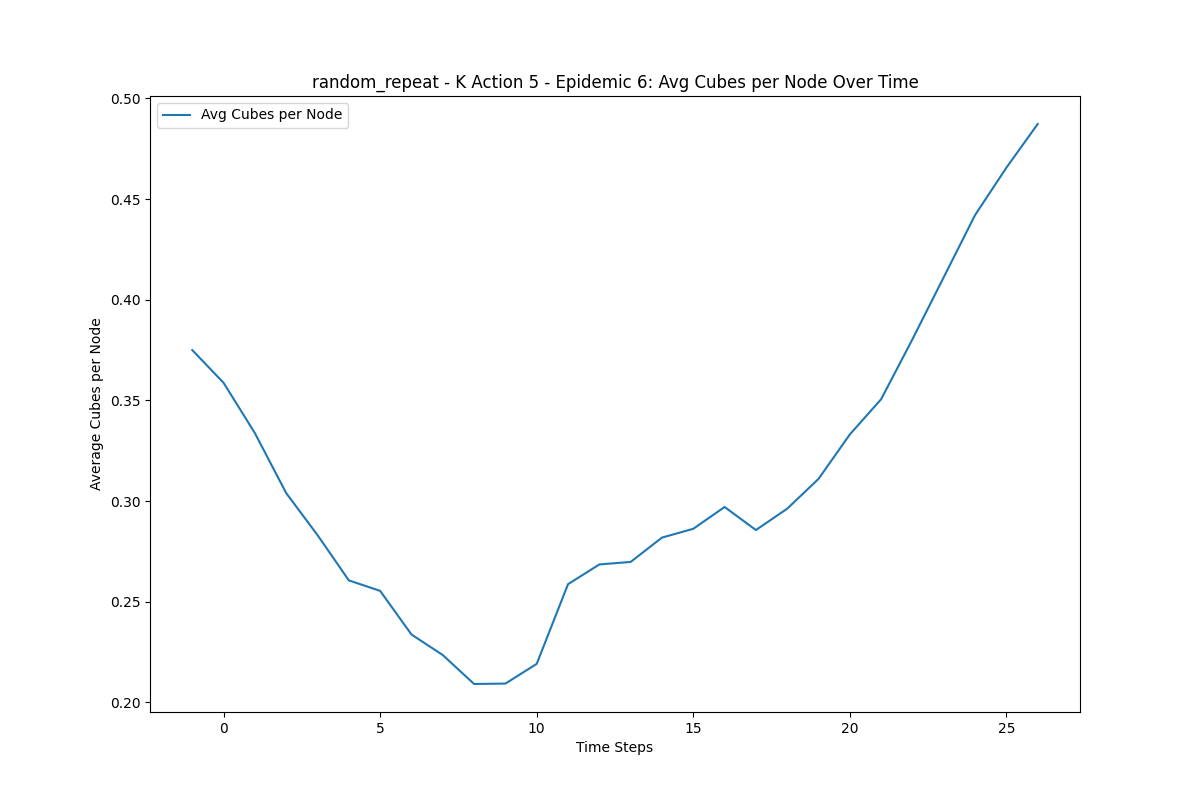 random_repeat - K Action 5 - Epidemic 6: Avg Cubes per Node Over Time
Avg Cubes per Node
0.50
0.45
0.40
0.35
0.30
0.25
0.20
Average Cubes per Node
0 5 10 15 20 25
Time Steps